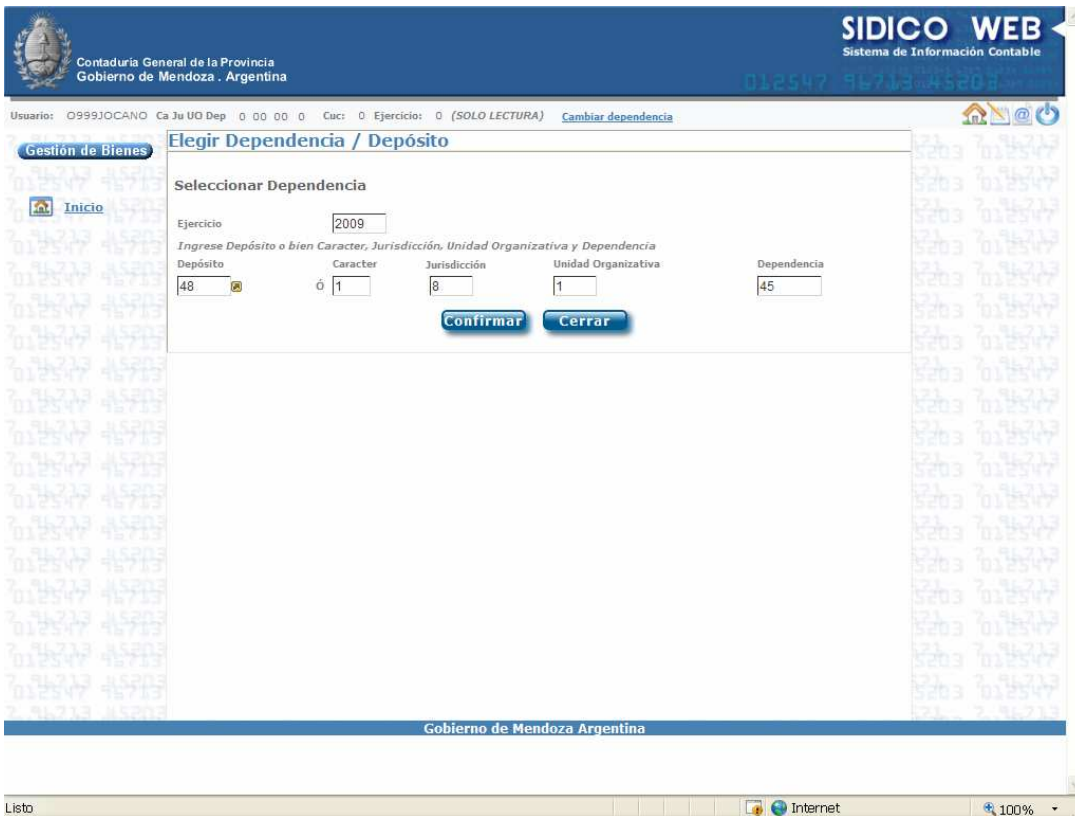 SIDICO WEB
Sistema de Información Contable
Contaduría General de la Provincia
Gobierno de Mendoza . Argentina
012547 96713 45203
Usuario: O999JOCANO Ca Ju UO Dep 0 00 00 0 Cuc: 0 Ejercicio: 0 (SOLO LECTURA) Cambiar dependencia
Gestión de Bienes
Elegir Dependencia / Depósito
Seleccionar Dependencia
Inicio
Ejercicio 2009
Ingrese Depósito o bien Caracter, Jurisdicción, Unidad Organizativa y Dependencia
Depósito Caracter Jurisdicción Unidad Organizativa Dependencia
48 Ó 1 8 1 45
Confirmar Cerrar
Gobierno de Mendoza Argentina
Listo Internet 100%